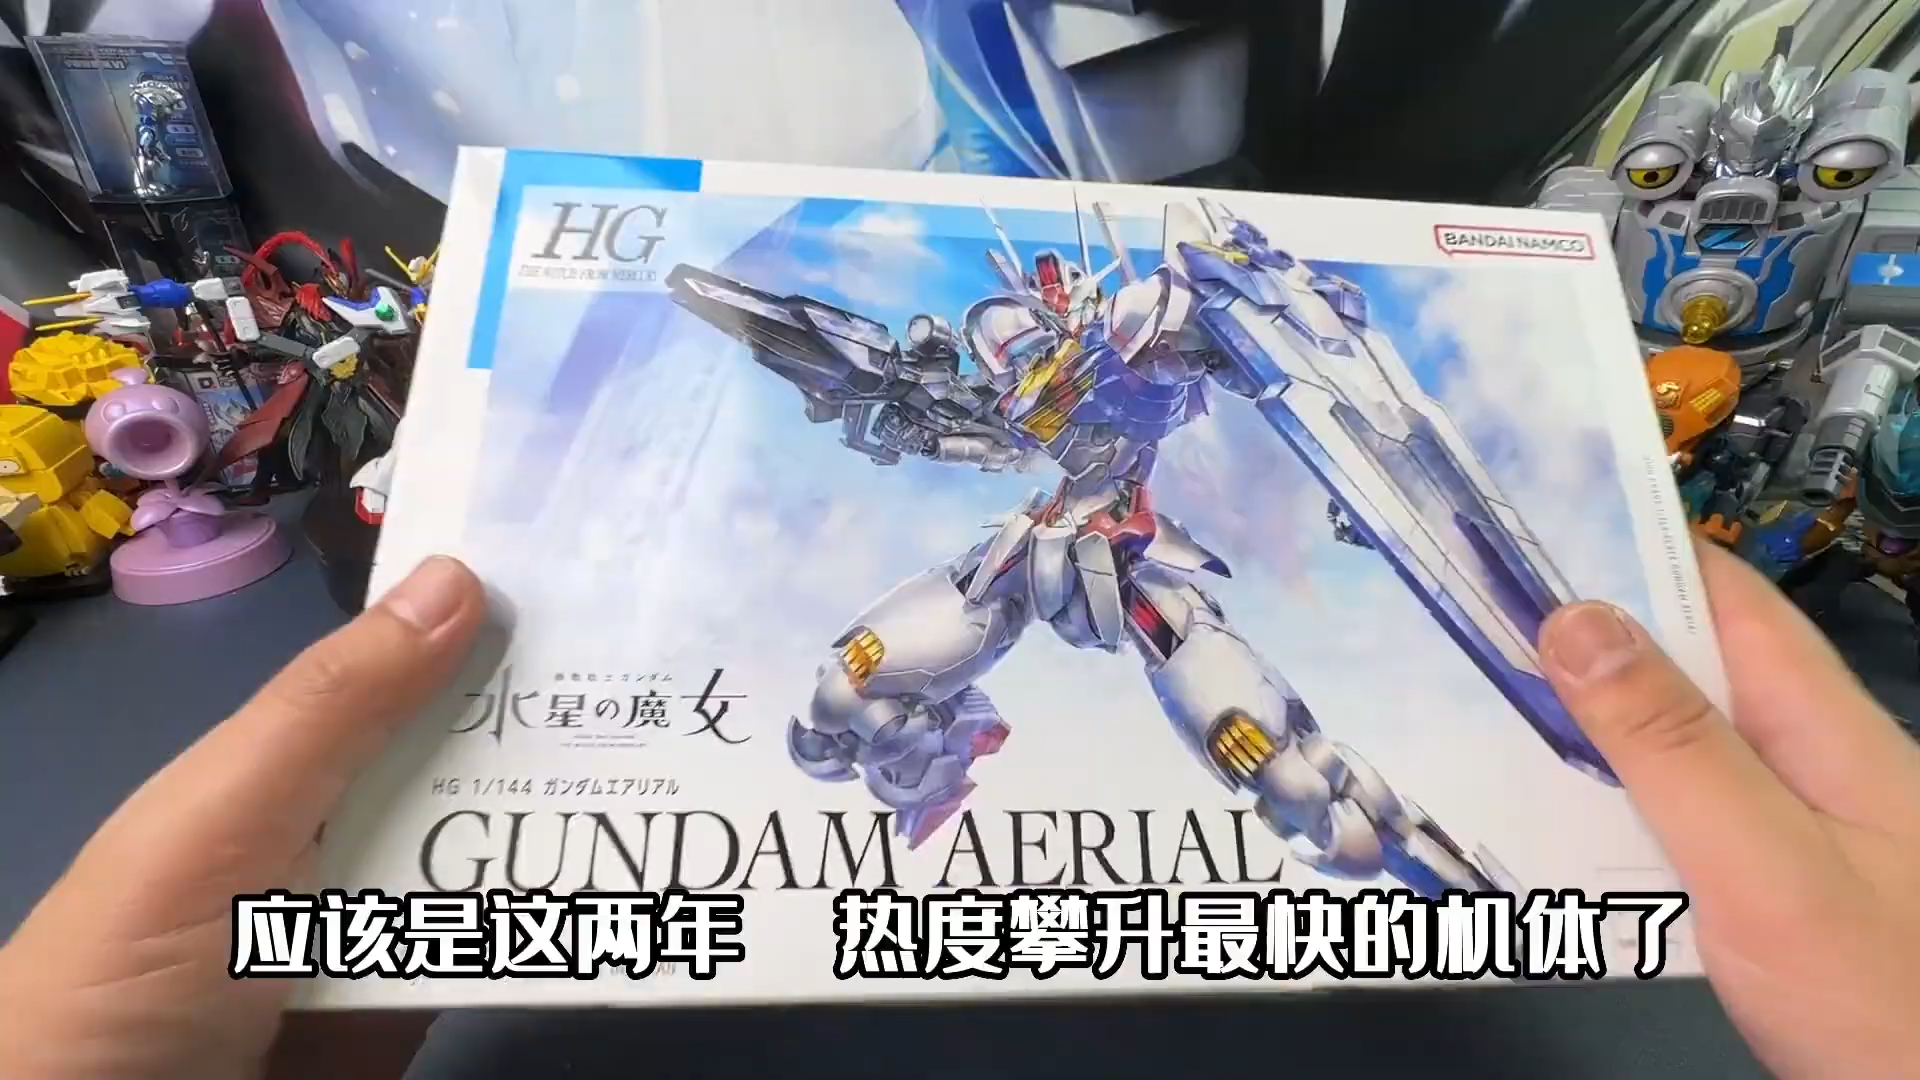 HG
THE WITCH FROM MERCURY
BANDAI NAMCO
機動戦士ガンダム
水星の魔女
HG 1/144 ガンダムエアリアル
GUNDAM AERIAL
应该是这两年 热度攀升最快的机体了